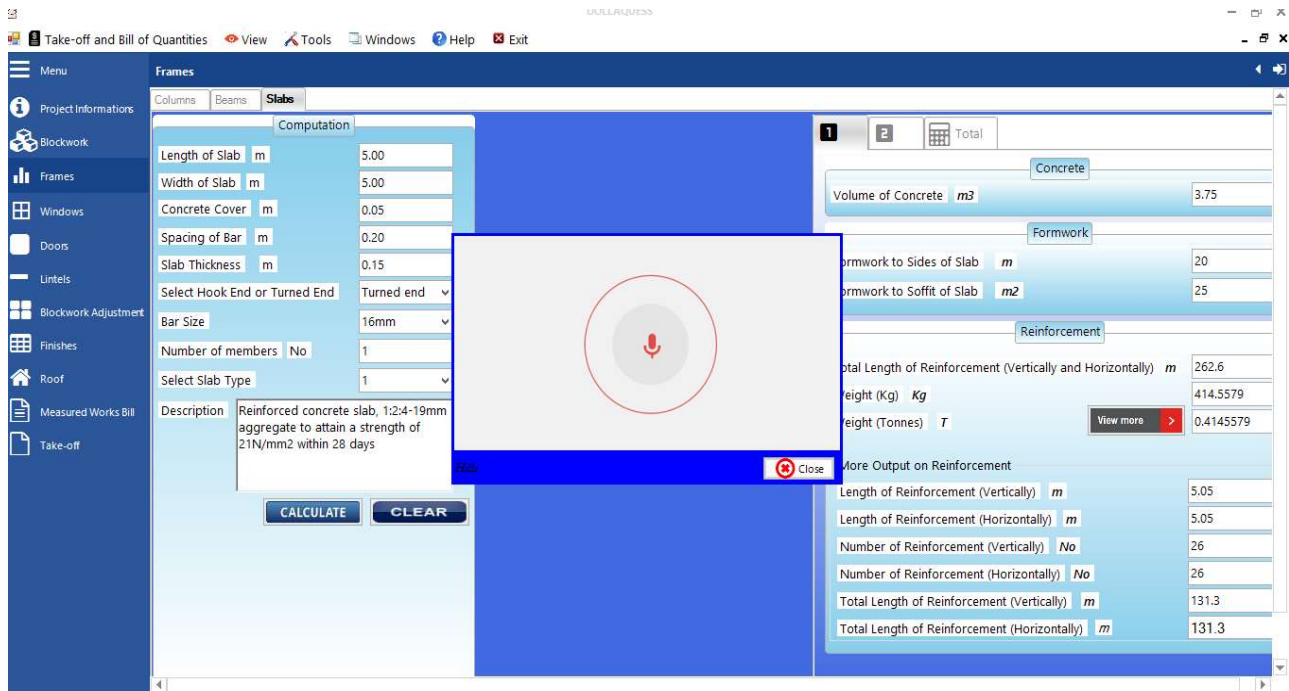 DOLLAQUESS
Take-off and Bill of Quantities View Tools Windows Help Exit
Menu
Frames
Project Informations
Blockwork
Frames
Windows
Doors
Lintels
Blockwork Adjustment
Finishes
Roof
Measured Works Bill
Take-off
Columns Beams Slabs
Computation
Length of Slab m 5.00
Width of Slab m 5.00
Concrete Cover m 0.05
Spacing of Bar m 0.20
Slab Thickness m 0.15
Select Hook End or Turned End Turned end
Bar Size 16mm
Number of members No 1
Select Slab Type 1
Description Reinforced concrete slab, 1:2:4-19mm
aggregate to attain a strength of
21N/mm2 within 28 days
CALCULATE CLEAR
Close
1 2 Total
Concrete
Volume of Concrete m3 3.75
Formwork
ormwork to Sides of Slab m 20
ormwork to Soffit of Slab m2 25
Reinforcement
otal Length of Reinforcement (Vertically and Horizontally) m 262.6
eight (Kg) Kg 414.5579
eight (Tonnes) T View more > 0.4145579
More Output on Reinforcement
Length of Reinforcement (Vertically) m 5.05
Length of Reinforcement (Horizontally) m 5.05
Number of Reinforcement (Vertically) No 26
Number of Reinforcement (Horizontally) No 26
Total Length of Reinforcement (Vertically) m 131.3
Total Length of Reinforcement (Horizontally) m 131.3